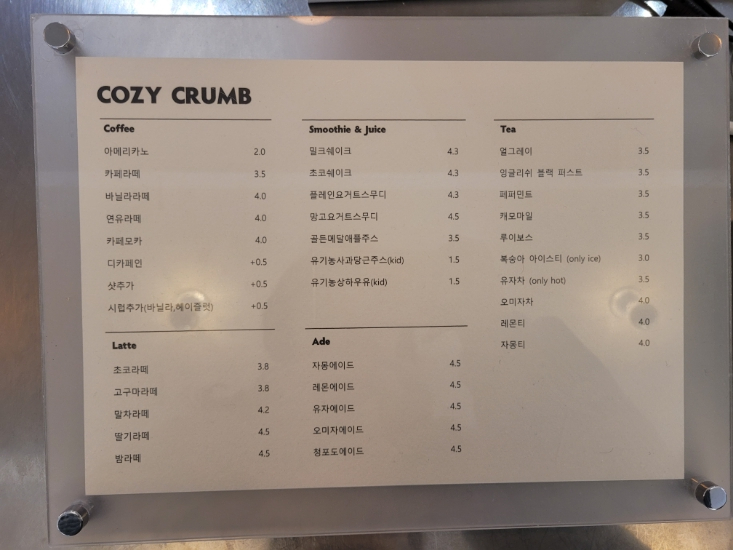 COZY CRUMB
Coffee
아메리카노 2.0
카페라떼 3.5
바닐라라떼 4.0
연유라떼 4.0
카페모카 4.0
디카페인 +0.5
샷추가 +0.5
시럽추가(바닐라,헤이즐럿) +0.5
Latte
초코라떼 3.8
고구마라떼 3.8
말차라떼 4.2
딸기라떼 4.5
밤라떼 4.5
Smoothie & Juice
밀크쉐이크 4.3
초코쉐이크 4.3
플레인요거트스무디 4.3
망고요거트스무디 4.5
골든메달애플주스 3.5
유기농사과당근주스(kid) 1.5
유기농상하우유(kid) 1.5
Ade
자몽에이드 4.5
레몬에이드 4.5
유자에이드 4.5
오미자에이드 4.5
청포도에이드 4.5
Tea
얼그레이 3.5
잉글리쉬 블랙 퍼스트 3.5
페퍼민트 3.5
캐모마일 3.5
루이보스 3.5
복숭아 아이스티 (only ice) 3.0
유자차 (only hot) 3.5
오미자차 4.0
레몬티 4.0
자몽티 4.0